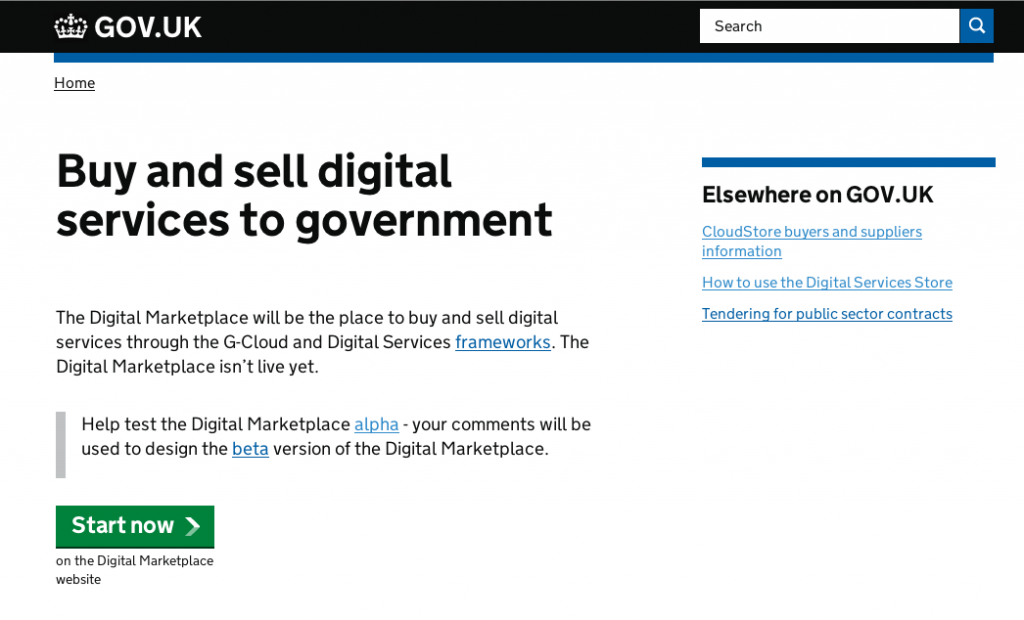 GOV.UK
Search
Home
Buy and sell digital
services to government
The Digital Marketplace will be the place to buy and sell digital
services through the G-Cloud and Digital Services frameworks. The
Digital Marketplace isn’t live yet.
Help test the Digital Marketplace alpha - your comments will be
used to design the beta version of the Digital Marketplace.
Start now
on the Digital Marketplace
website
Elsewhere on GOV.UK
CloudStore buyers and suppliers
information
How to use the Digital Services Store
Tendering for public sector contracts